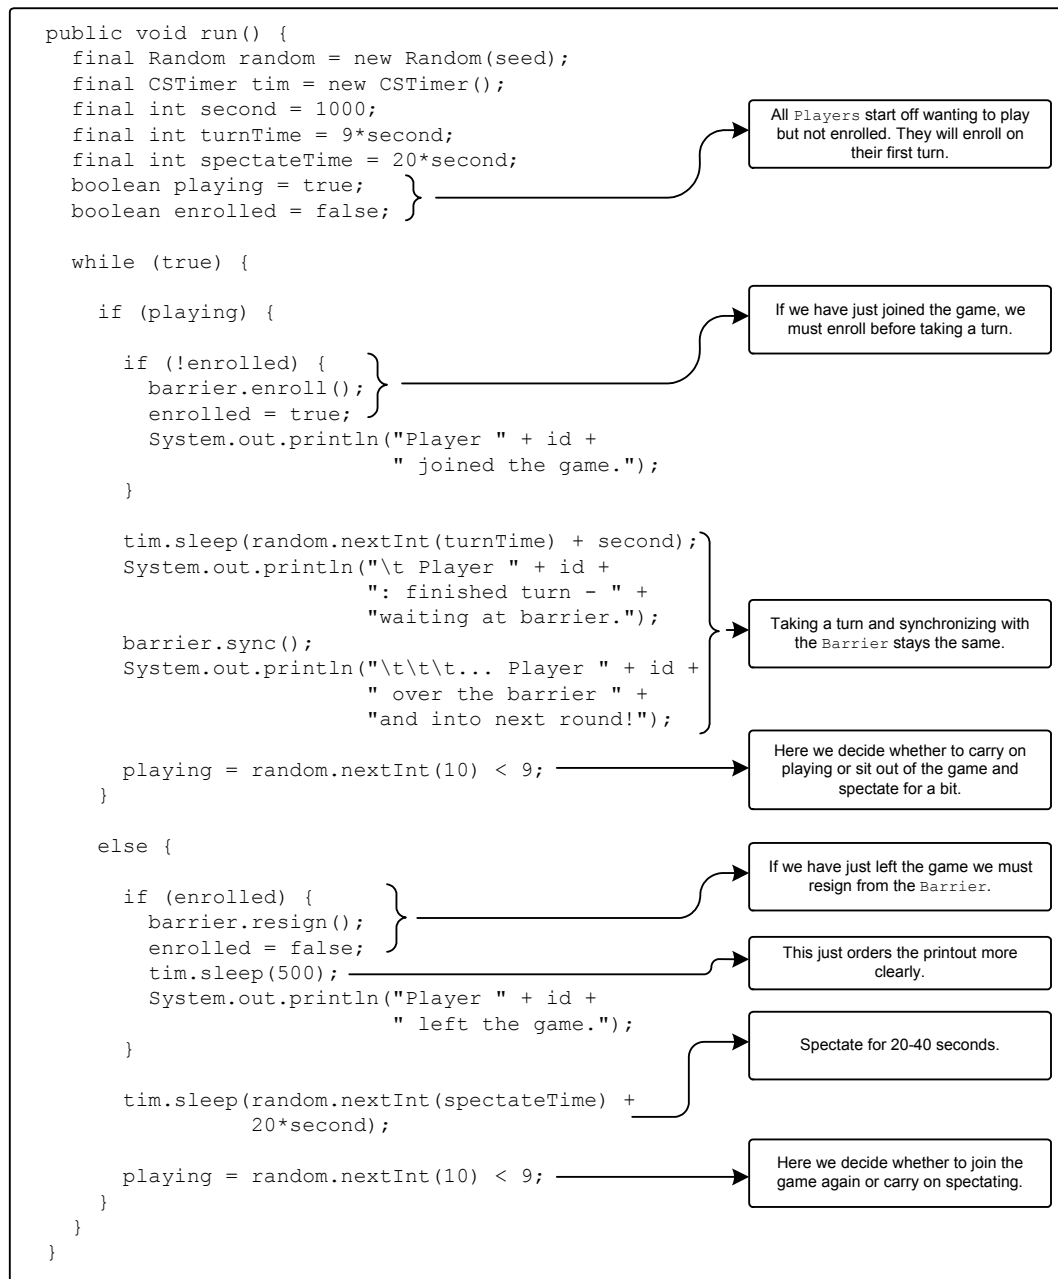 public void run() {
final Random random = new Random(seed);
final CSTimer tim = new CSTimer();
final int second = 1000;
final int turnTime = 9*second;
final int spectateTime = 20*second;
boolean playing = true;
boolean enrolled = false;
All Players start off wanting to play
but not enrolled. They will enroll on
their first turn.
while (true) {
if (playing) {
If we have just joined the game, we
must enroll before taking a turn.
if (!enrolled) {
barrier.enroll();
enrolled = true;
System.out.println("Player " + id +
" joined the game.");
}
tim.sleep(random.nextInt(turnTime) + second);
System.out.println("\t Player " + id +
": finished turn - " +
"waiting at barrier.");
barrier.sync();
System.out.println("\t\t\t... Player " + id +
" over the barrier " +
"and into next round!");
Taking a turn and synchronizing with
the Barrier stays the same.
playing = random.nextInt(10) < 9;
Here we decide whether to carry on
playing or sit out of the game and
spectate for a bit.
}
else {
if (enrolled) {
barrier.resign();
enrolled = false;
If we have just left the game we must
resign from the Barrier.
tim.sleep(500);
This just orders the printout more
clearly.
System.out.println("Player " + id +
" left the game.");
}
tim.sleep(random.nextInt(spectateTime) +
20*second);
Spectate for 20-40 seconds.
playing = random.nextInt(10) < 9;
Here we decide whether to join the
game again or carry on spectating.
}
}
}